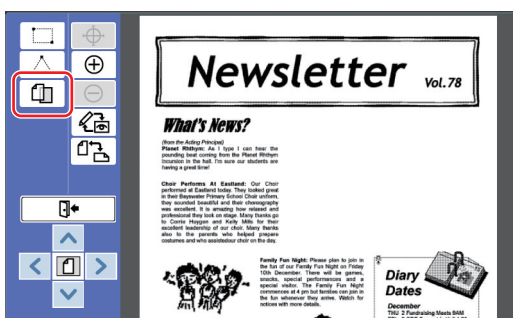 Newsletter Vol. 78
What's News?
(from the Acting Principal)
Planet Rhthym: As I type I can hear the
pounding beat coming from the Planet Rhthym
Incursion in the hall. I'm sure our students are
having a great time!
Choir Performs At Eastland: Our Choir
performed at Eastland today. They looked great
in their Bayswater Primary School Choir uniform,
they sounded beautiful and their choreography
was excellent. It is amazing how relaxed and
professional they look on stage. Many thanks go
to Corrie Huygen and Kelly Mills for their
excellent leadership of our choir. Many thanks
also to the parents who helped prepare
costumes and who assistedour choir on the day.
Family Fun Night: Please plan to join in
the fun of our Family Fun Night on Friday
10th December. There will be games,
snacks, special performances and a
special visitor. The Family Fun Night
commences at 4 pm but families can join in
the fun whenever they arrive. Watch for
notices with more details.
Diary
Dates
December
THU 2 Fundraising Meets 9AM